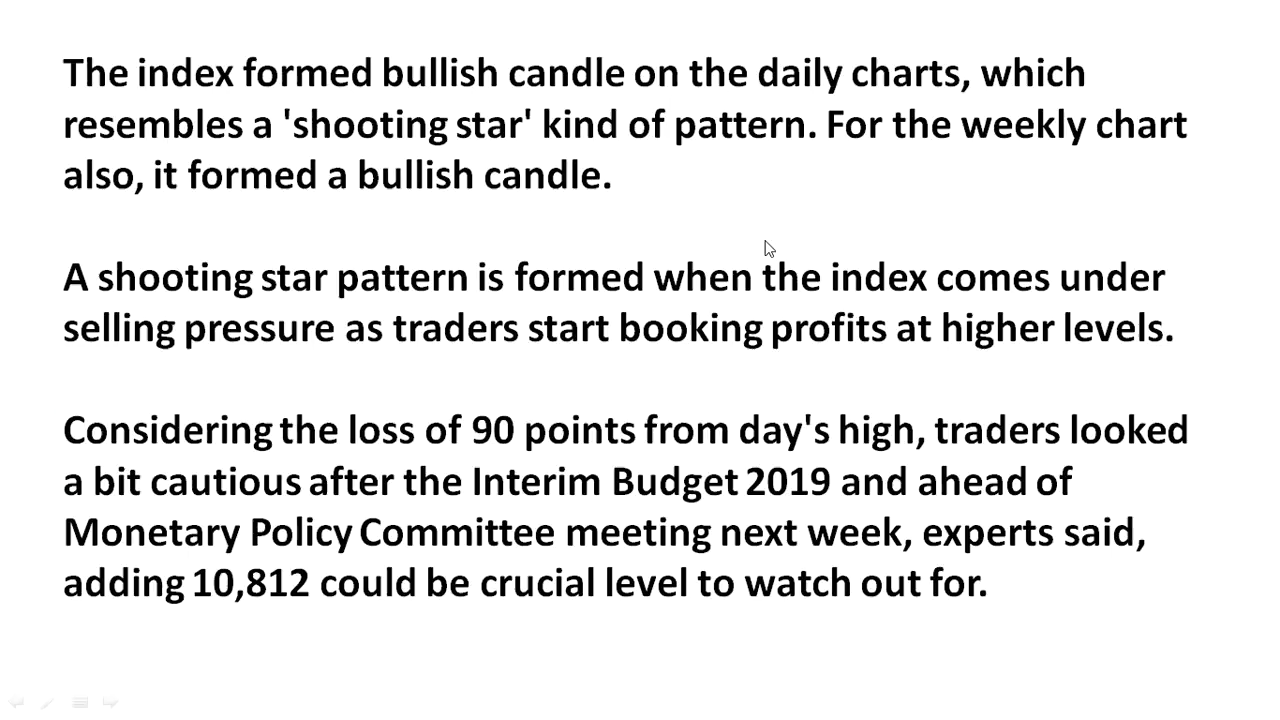 The index formed bullish candle on the daily charts, which
resembles a 'shooting star' kind of pattern. For the weekly chart
also, it formed a bullish candle.
A shooting star pattern is formed when the index comes under
selling pressure as traders start booking profits at higher levels.
Considering the loss of 90 points from day's high, traders looked
a bit cautious after the Interim Budget 2019 and ahead of
Monetary Policy Committee meeting next week, experts said,
adding 10,812 could be crucial level to watch out for.